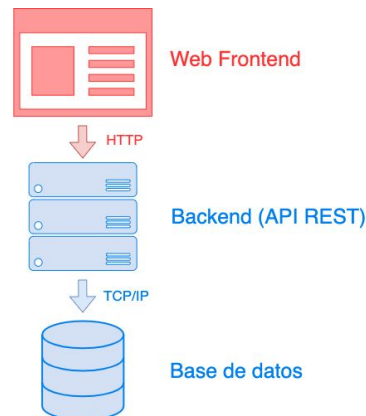 Web Frontend
HTTP
Backend (API REST)
TCP/IP
Base de datos